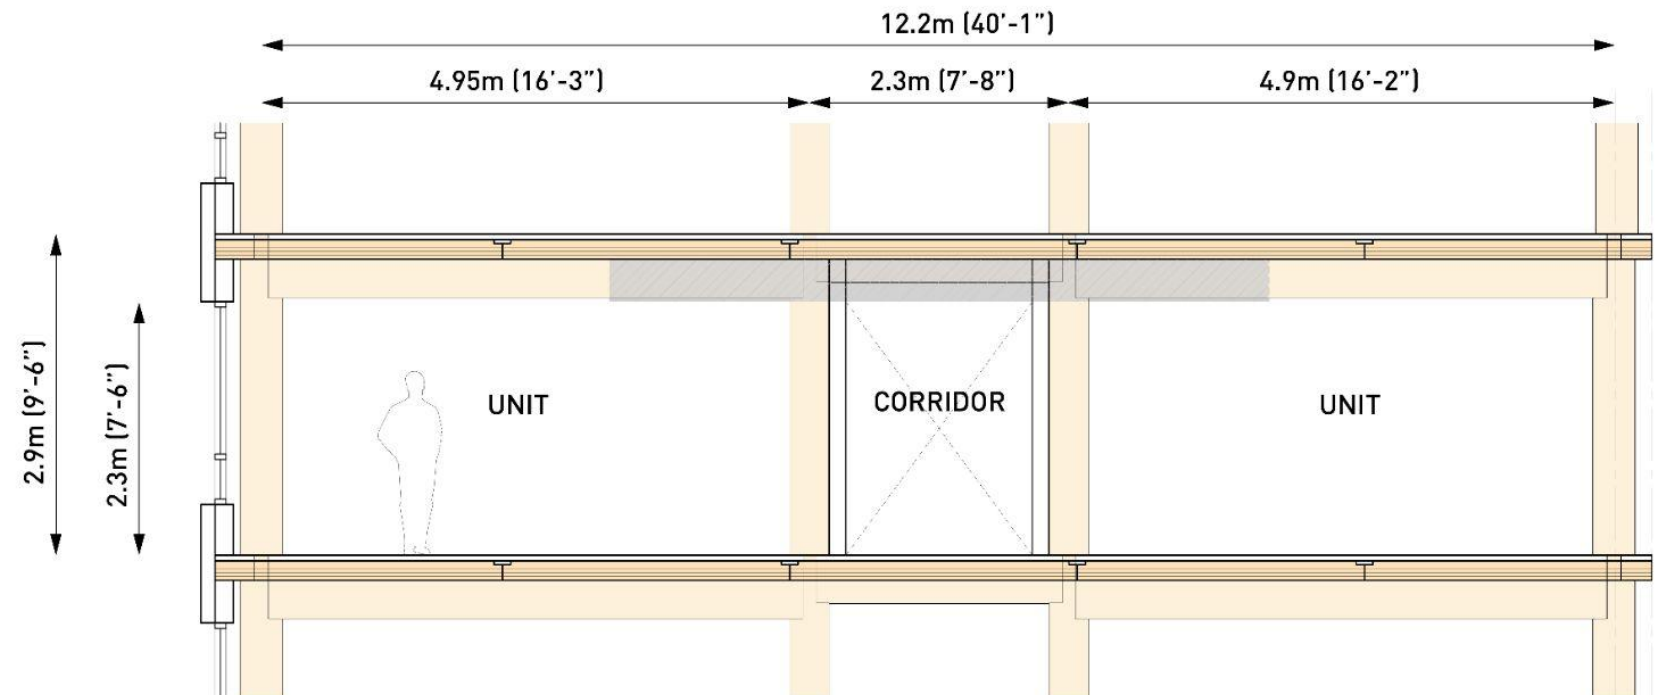 12.2m (40’-1”)
4.95m (16’-3”)
2.3m (7’-8”)
4.9m (16’-2”)
2.9m (9’-6”)
2.3m (7’-6”)
UNIT
CORRIDOR
UNIT